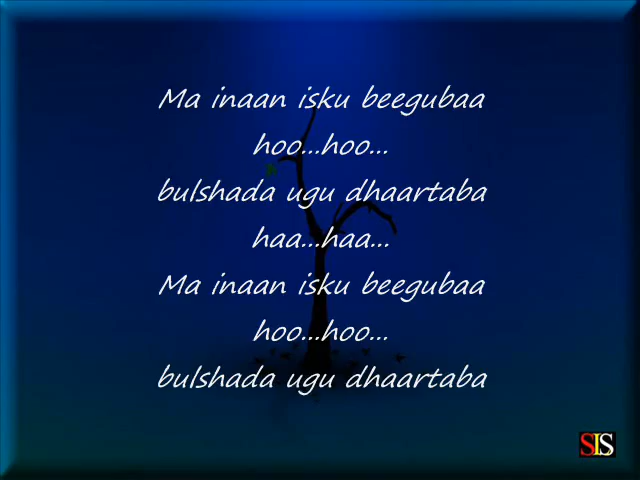 Ma inaan isku beegubaa
hoo...hoo...
bulshada ugu dhaartaba
haa...haa...
Ma inaan isku beegubaa
hoo...hoo...
bulshada ugu dhaartaba
SIS